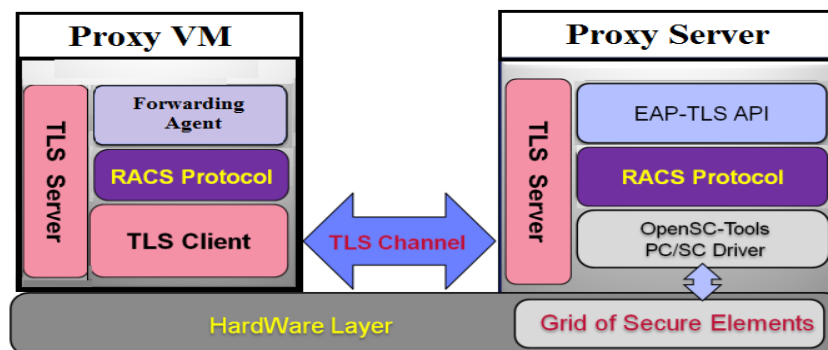 Proxy VM
TLS Server
Forwarding
Agent
RACS Protocol
TLS Client
TLS Channel
Proxy Server
TLS Server
EAP-TLS API
RACS Protocol
OpenSC-Tools
PC/SC Driver
HardWare Layer
Grid of Secure Elements